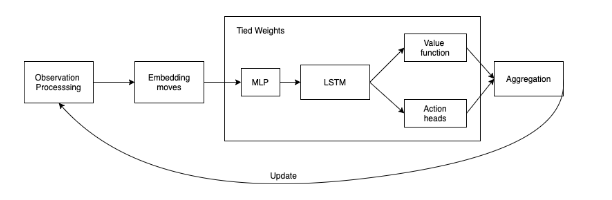 Tied Weights
Observation
Processsing
Embedding
moves
MLP
LSTM
Value
function
Action
heads
Aggregation
Update